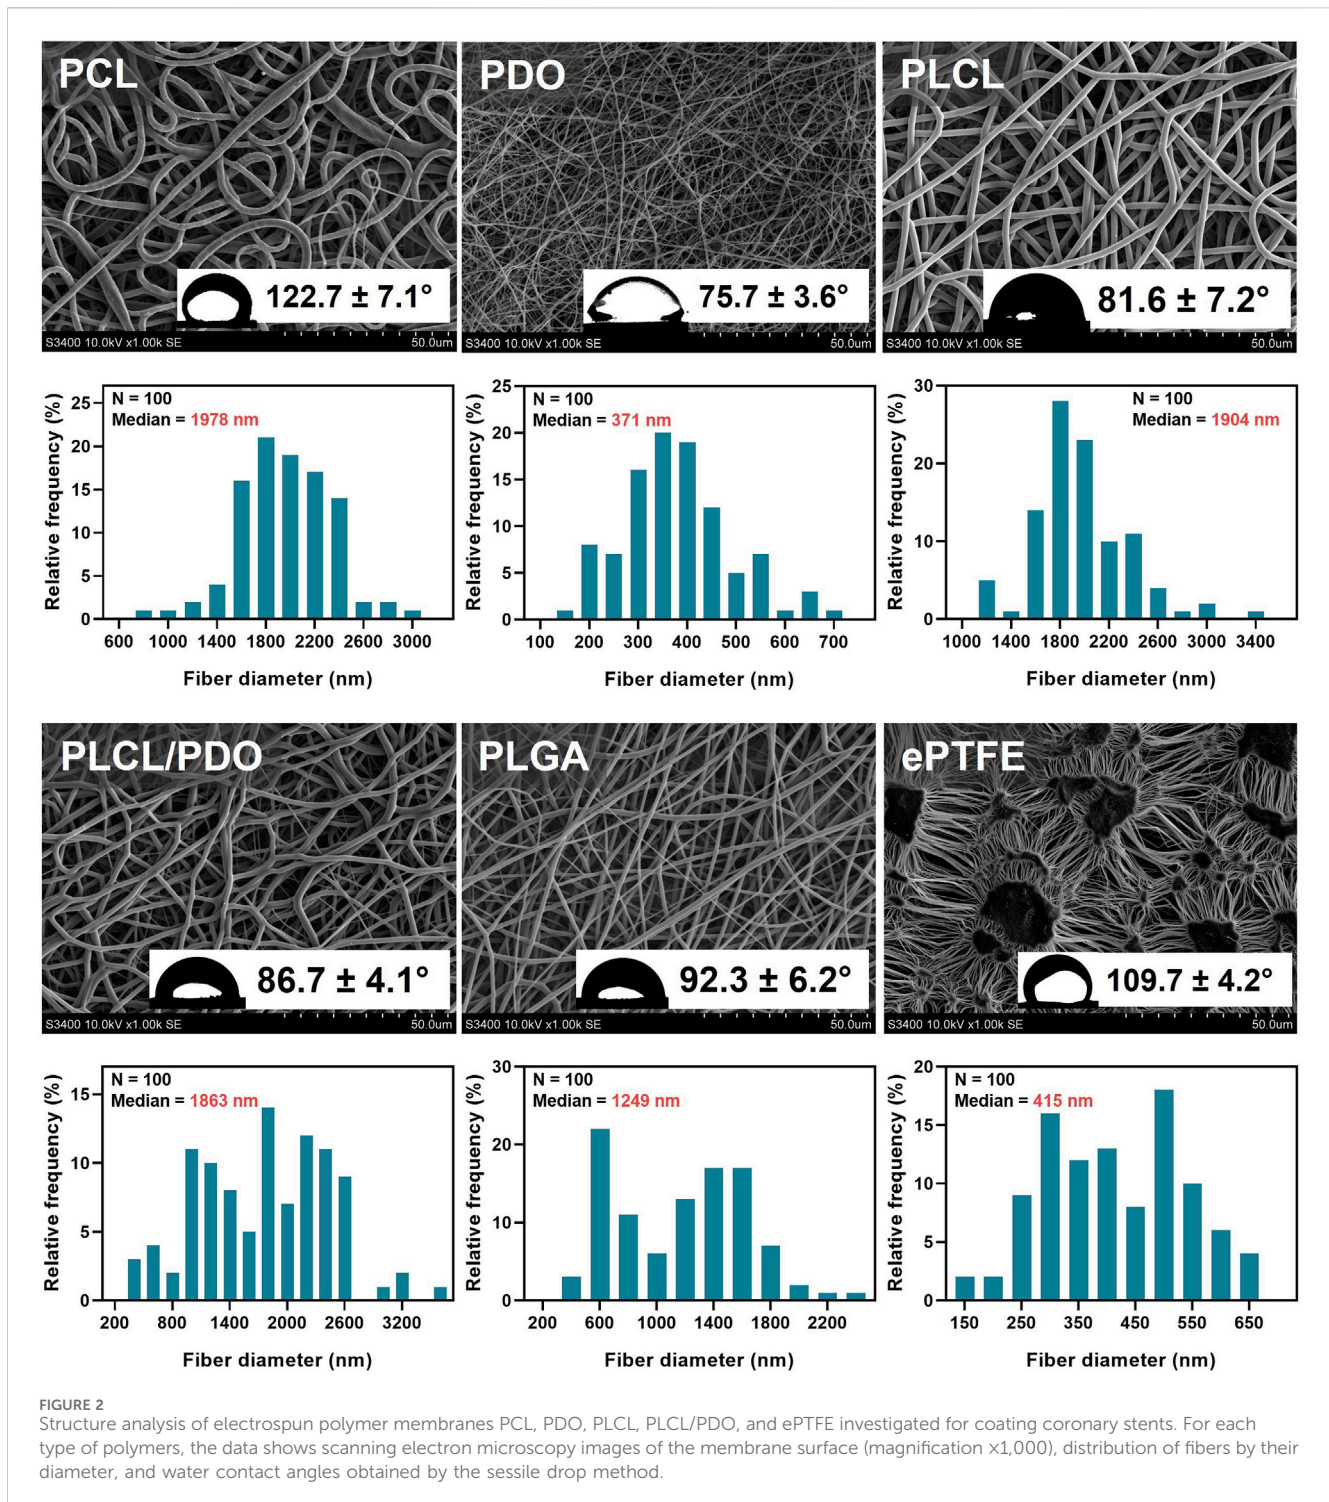 PCL
122.7 ± 7.1°
S3400 10.0kV x1.00k SE
50.0um
PDO
75.7 ± 3.6°
S3400 10.0kV x1.00k SE
50.0um
PLCL
81.6 ± 7.2°
S3400 10.0kV x1.00k SE
50.0um
N = 100
Median = 1978 nm
Relative frequency (%)
25
20
15
10
5
0
600 1000 1400 1800 2200 2600 3000
Fiber diameter (nm)
N = 100
Median = 371 nm
Relative frequency (%)
25
20
15
10
5
0
100 200 300 400 500 600 700
Fiber diameter (nm)
N = 100
Median = 1904 nm
Relative frequency (%)
30
20
10
0
1000 1400 1800 2200 2600 3000 3400
Fiber diameter (nm)
PLCL/PDO
86.7 ± 4.1°
S3400 10.0kV x1.00k SE
50.0um
PLGA
92.3 ± 6.2°
S3400 10.0kV x1.00k SE
50.0um
ePTFE
109.7 ± 4.2°
S3400 10.0kV x1.00k SE
50.0um
N = 100
Median = 1863 nm
Relative frequency (%)
15
10
5
0
200 800 1400 2000 2600 3200
Fiber diameter (nm)
N = 100
Median = 1249 nm
Relative frequency (%)
30
20
10
0
200 600 1000 1400 1800 2200
Fiber diameter (nm)
N = 100
Median = 415 nm
Relative frequency (%)
20
15
10
5
0
150 250 350 450 550 650
Fiber diameter (nm)
FIGURE 2
Structure analysis of electrospun polymer membranes PCL, PDO, PLCL, PLCL/PDO, and ePTFE investigated for coating coronary stents. For each
type of polymers, the data shows scanning electron microscopy images of the membrane surface (magnification ×1,000), distribution of fibers by their
diameter, and water contact angles obtained by the sessile drop method.